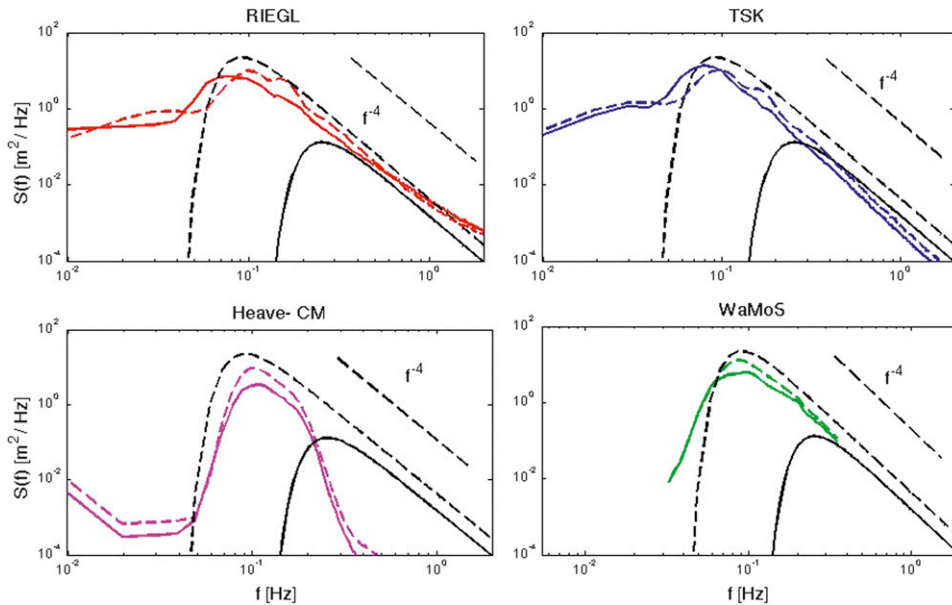 RIEGL
TSK
S(f) [m²/ Hz]
10²
10⁰
10⁻²
10⁻⁴
10⁻²
10⁻¹
10⁰
f⁻⁴
10²
10⁰
10⁻²
10⁻⁴
10⁻²
10⁻¹
10⁰
f⁻⁴
Heave- CM
WaMoS
S(f) [m²/ Hz]
10²
10⁰
10⁻²
10⁻⁴
10⁻²
10⁻¹
10⁰
f⁻⁴
f [Hz]
10²
10⁰
10⁻²
10⁻⁴
10⁻²
10⁻¹
10⁰
f⁻⁴
f [Hz]